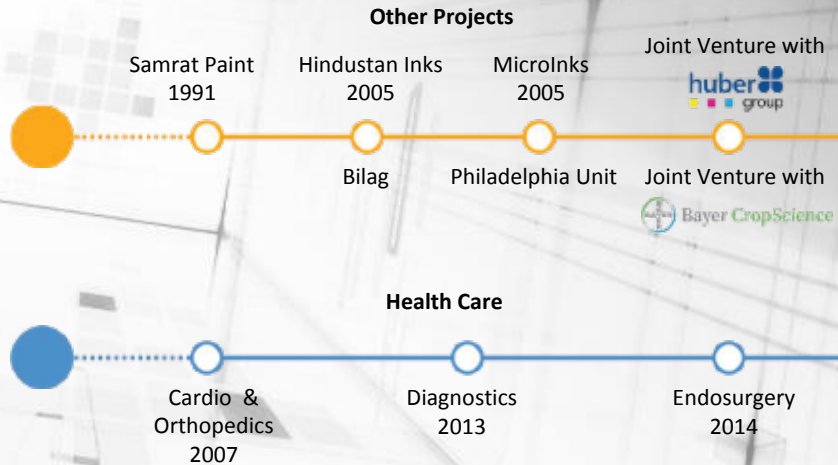 Other Projects
Samrat Paint
1991
Hindustan Inks
2005
MicroInks
2005
Joint Venture with
huber
group
Bilag
Philadelphia Unit
Joint Venture with
Bayer CropScience
Health Care
Cardio &
Orthopedics
2007
Diagnostics
2013
Endosurgery
2014